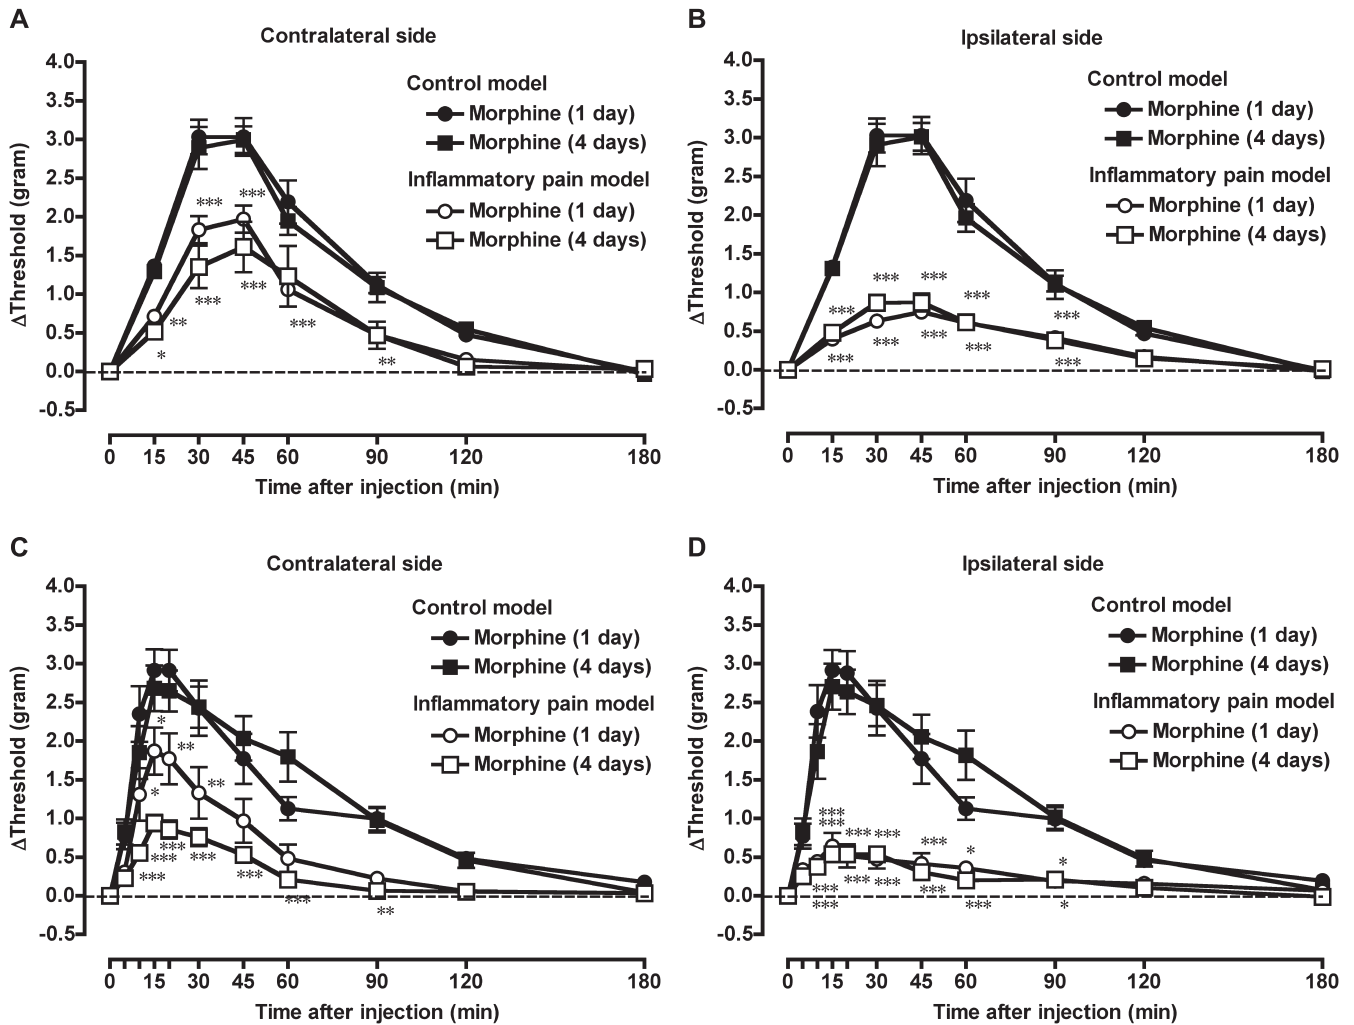 A
Contralateral side
4.0
3.5
3.0
2.5
2.0
1.5
1.0
0.5
0.0
-0.5
ΔThreshold (gram)
Control model
Morphine (1 day)
Morphine (4 days)
Inflammatory pain model
Morphine (1 day)
Morphine (4 days)
*** ***
*** ***
** ***
* **
0 15 30 45 60 90 120 180
Time after injection (min)
B
Ipsilateral side
4.0
3.5
3.0
2.5
2.0
1.5
1.0
0.5
0.0
-0.5
ΔThreshold (gram)
Control model
Morphine (1 day)
Morphine (4 days)
Inflammatory pain model
Morphine (1 day)
Morphine (4 days)
*** *** *** *** ***
*** *** *** *** ***
0 15 30 45 60 90 120 180
Time after injection (min)
C
Contralateral side
4.0
3.5
3.0
2.5
2.0
1.5
1.0
0.5
0.0
-0.5
ΔThreshold (gram)
Control model
Morphine (1 day)
Morphine (4 days)
Inflammatory pain model
Morphine (1 day)
Morphine (4 days)
*
**
* **
***
*** ***
*** ***
***
**
0 15 30 45 60 90 120 180
Time after injection (min)
D
Ipsilateral side
4.0
3.5
3.0
2.5
2.0
1.5
1.0
0.5
0.0
-0.5
ΔThreshold (gram)
Control model
Morphine (1 day)
Morphine (4 days)
Inflammatory pain model
Morphine (1 day)
Morphine (4 days)
***
***
*** *** *** * *
*** *** *** ***
*** *** *
0 15 30 45 60 90 120 180
Time after injection (min)